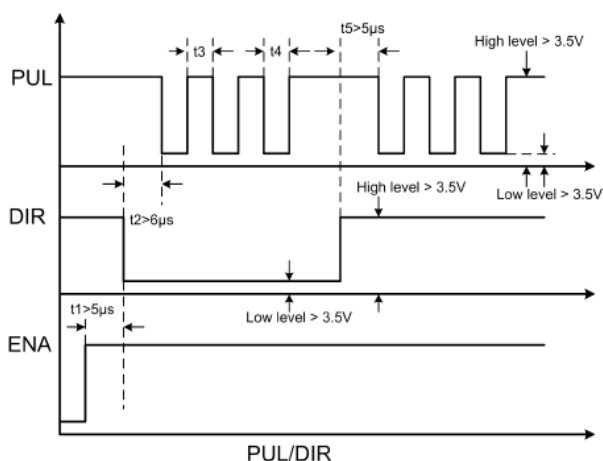 t3
t4
t5>5µs
High level > 3.5V
PUL
Low level > 3.5V
High level > 3.5V
DIR
t2>6µs
Low level > 3.5V
t1>5µs
ENA
PUL/DIR